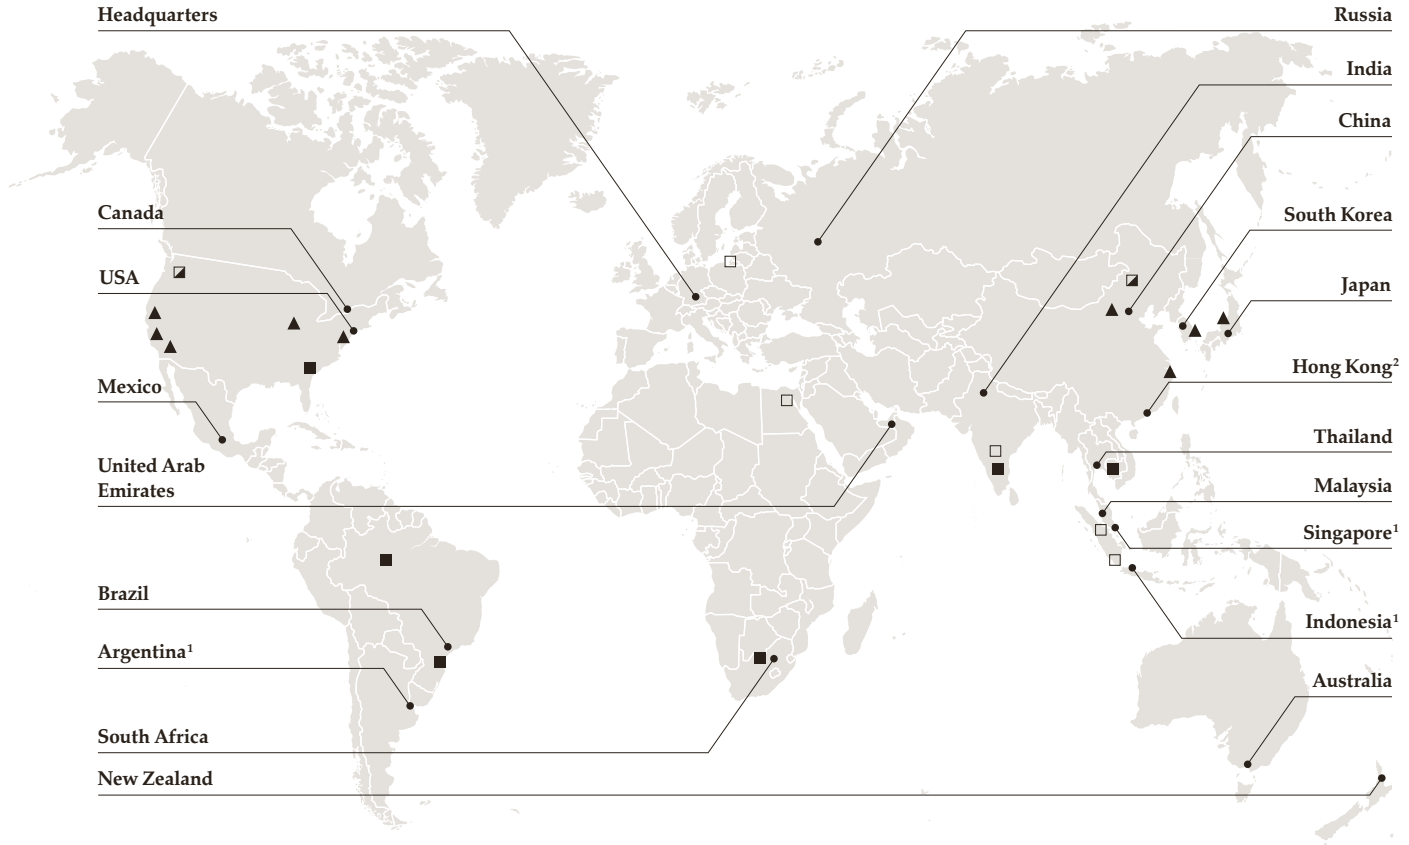 Headquarters
Canada
USA
Mexico
United Arab
Emirates
Brazil
Argentina¹
South Africa
New Zealand
Russia
India
China
South Korea
Japan
Hong Kong²
Thailand
Malaysia
Singapore¹
Indonesia¹
Australia